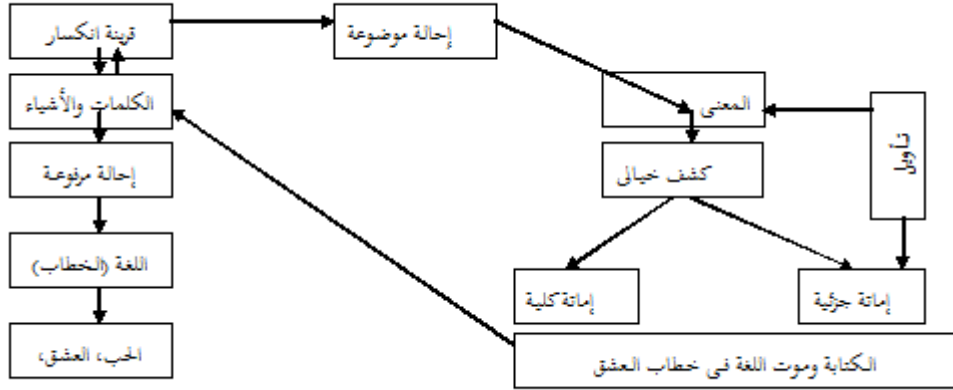 قرينة انكسار
إحالة موضوعة
الكلمات والأشياء
المعنى
تأويل
إحالة مرفوعة
كشف خيالي
اللغة (الخطاب)
إماتة كلية
إماتة جزئية
الحب، العشق،
الكتابة وموت اللغة في خطاب العشق